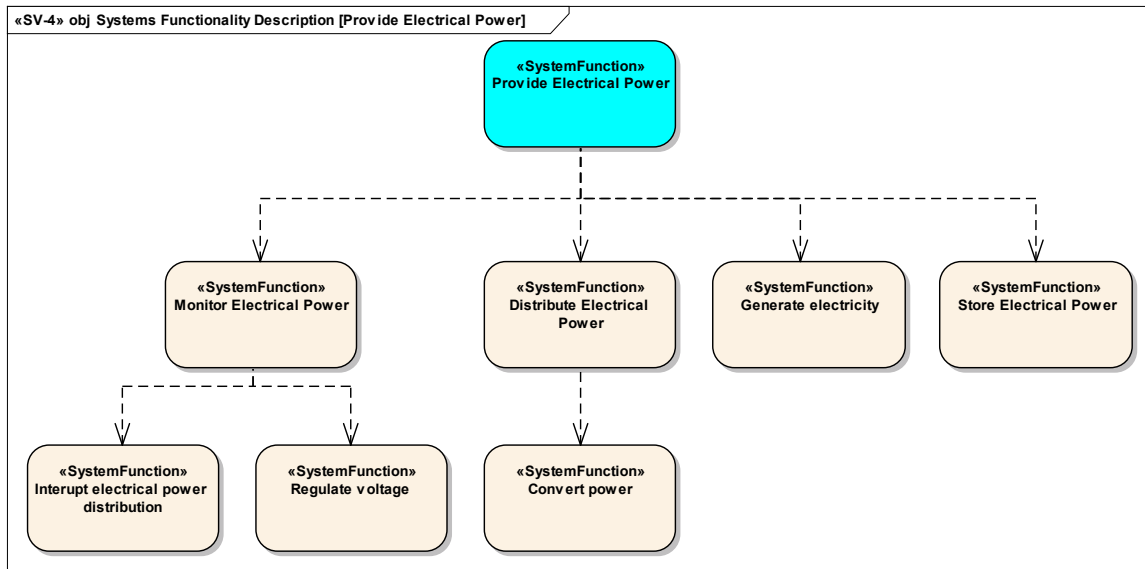 «SV-4» obj Systems Functionality Description [Provide Electrical Power]
«SystemFunction»
Provide Electrical Power
«SystemFunction»
Monitor Electrical Power
«SystemFunction»
Distribute Electrical
Power
«SystemFunction»
Generate electricity
«SystemFunction»
Store Electrical Power
«SystemFunction»
Interupt electrical power
distribution
«SystemFunction»
Regulate voltage
«SystemFunction»
Convert power